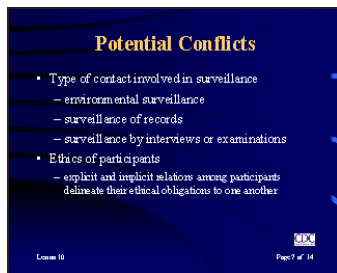 Potential Conflicts
• Type of contact involved in surveillance
– environmental surveillance
– surveillance of records
– surveillance by interviews or examinations
• Ethics of participants
– explicit and implicit relations among participants
delineate their ethical obligations to one another
CDC
Lesson 10
Page 7 of 14